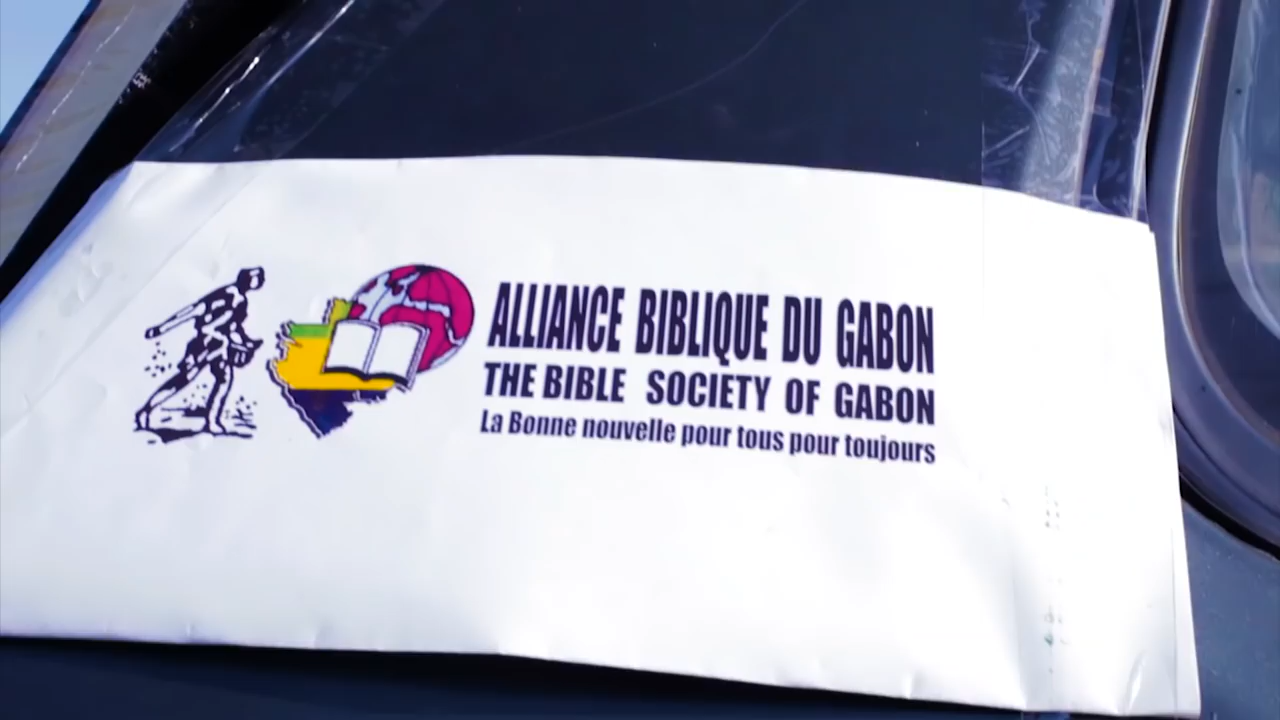 ALLIANCE BIBLIQUE DU GABON
THE BIBLE SOCIETY OF GABON
La Bonne nouvelle pour tous pour toujours